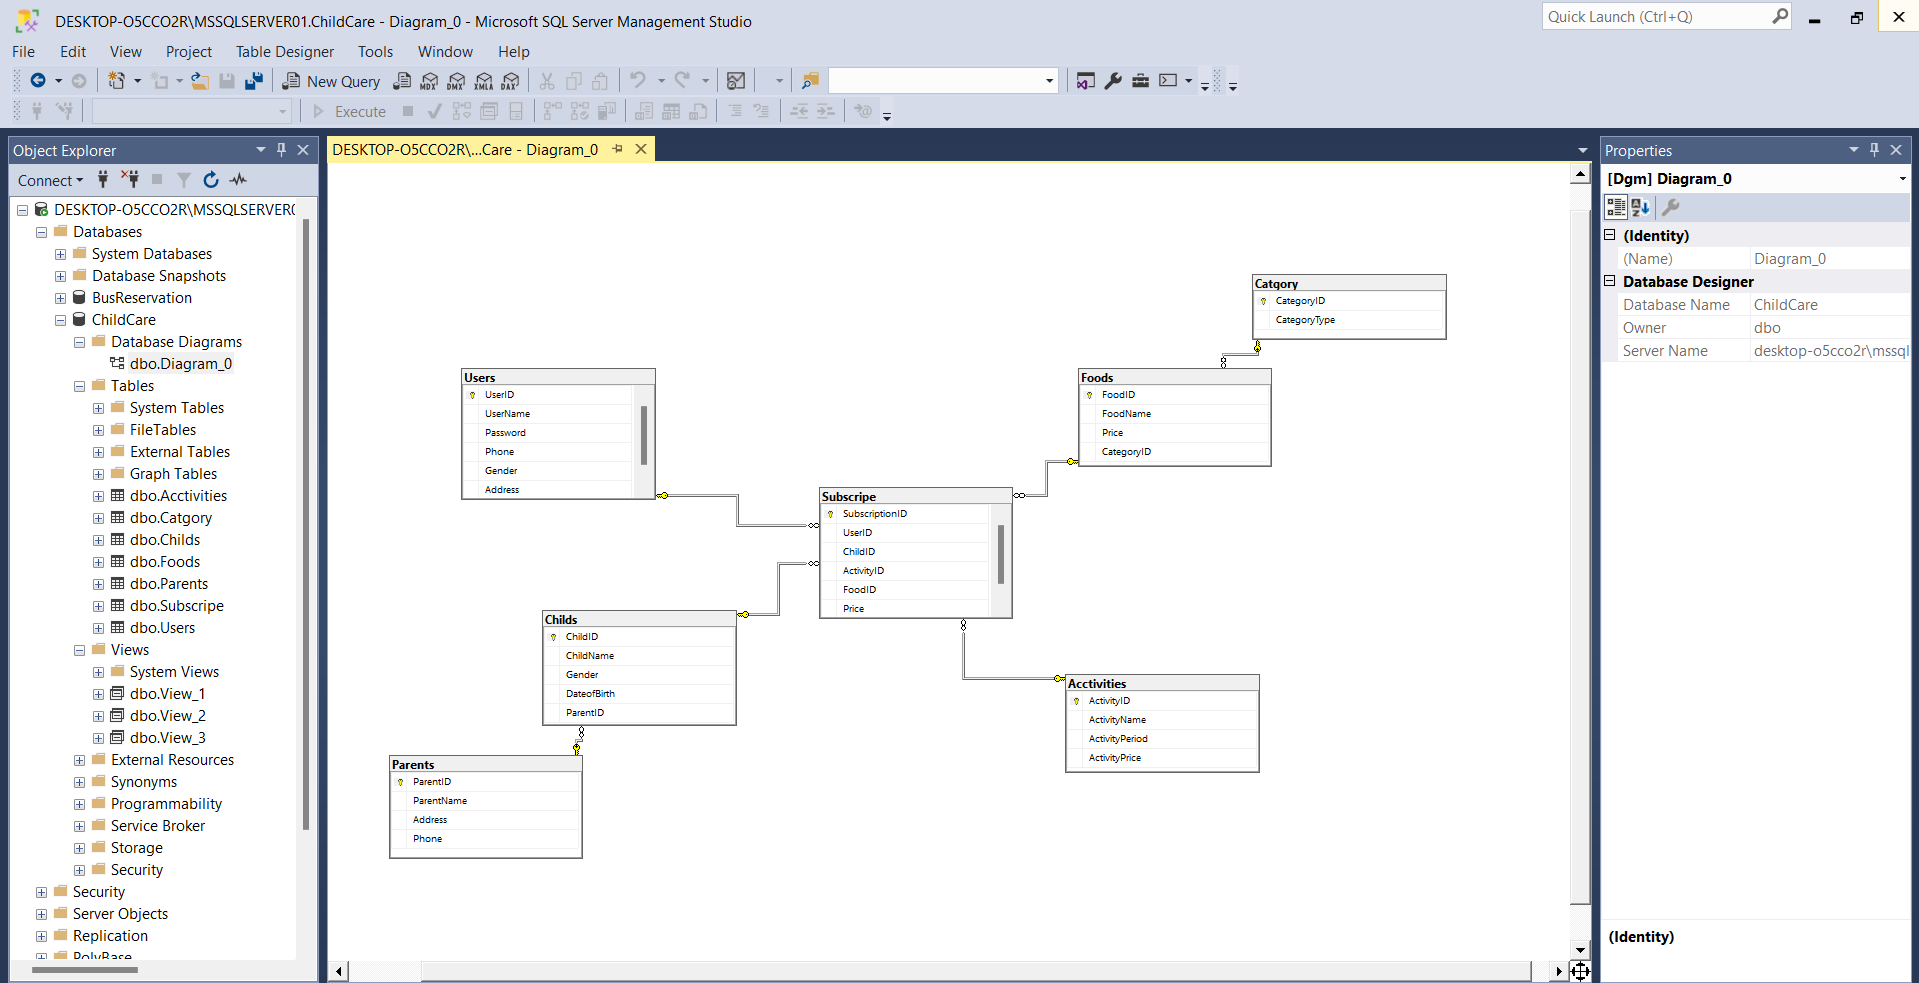 DESKTOP-O5CCO2R\MSSQLSERVER01.ChildCare - Diagram_0 - Microsoft SQL Server Management Studio
Quick Launch (Ctrl+Q)
File Edit View Project Table Designer Tools Window Help
New Query
MDX DMX XMLA DAX
Execute
Object Explorer
Connect
DESKTOP-O5CCO2R\MSSQLSERVER0
Databases
System Databases
Database Snapshots
BusReservation
ChildCare
Database Diagrams
dbo.Diagram_0
Tables
System Tables
FileTables
External Tables
Graph Tables
dbo.Acctivities
dbo.Catgory
dbo.Childs
dbo.Foods
dbo.Parents
dbo.Subscripe
dbo.Users
Views
System Views
dbo.View_1
dbo.View_2
dbo.View_3
External Resources
Synonyms
Programmability
Service Broker
Storage
Security
Security
Server Objects
Replication
PolyBase
DESKTOP-O5CCO2R\...Care - Diagram_0
Catgory
CategoryID
CategoryType
Users
UserID
UserName
Password
Phone
Gender
Address
Foods
FoodID
FoodName
Price
CategoryID
Subscripe
SubscriptionID
UserID
ChildID
ActivityID
FoodID
Price
Childs
ChildID
ChildName
Gender
DateofBirth
ParentID
Acctivities
ActivityID
ActivityName
ActivityPeriod
ActivityPrice
Parents
ParentID
ParentName
Address
Phone
Properties
[Dgm] Diagram_0
(Identity)
(Name) Diagram_0
Database Designer
Database Name ChildCare
Owner dbo
Server Name desktop-o5cco2r\mssql
(Identity)